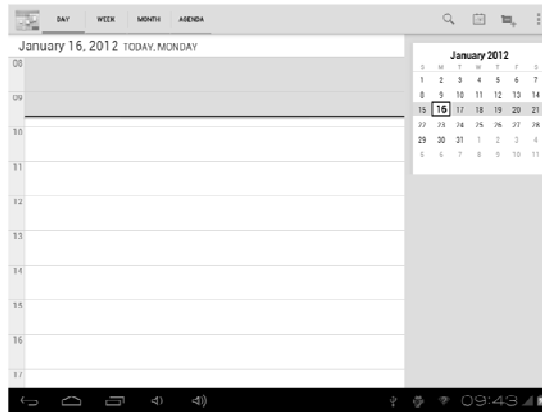 DAY WEEK MONTH AGENDA
January 16, 2012 TODAY, MONDAY
08
09
10
11
12
13
14
15
16
17
January 2012
S M T W T F S
1 2 3 4 5 6 7
8 9 10 11 12 13 14
15 16 17 18 19 20 21
22 23 24 25 26 27 28
29 30 31 1 2 3 4
5 6 7 8 9 10 11
09:43